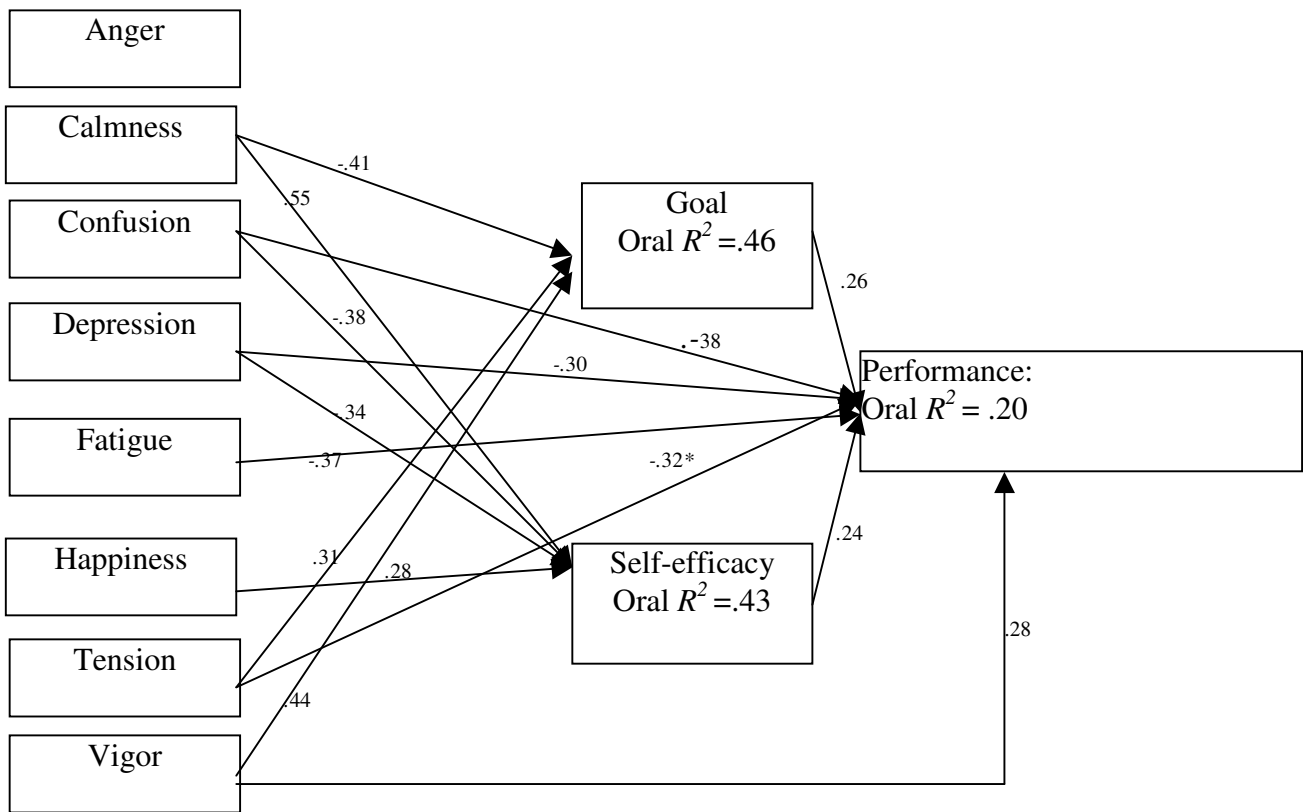 Anger
Calmness
-.41
.55
Goal
Oral R² =.46
Confusion
.26
-.38
.-38
Depression
-.30
Performance:
Oral R² = .20
-.34
Fatigue
-.37
-.32*
.24
Happiness
.31
.28
Self-efficacy
Oral R² =.43
.28
Tension
.44
Vigor